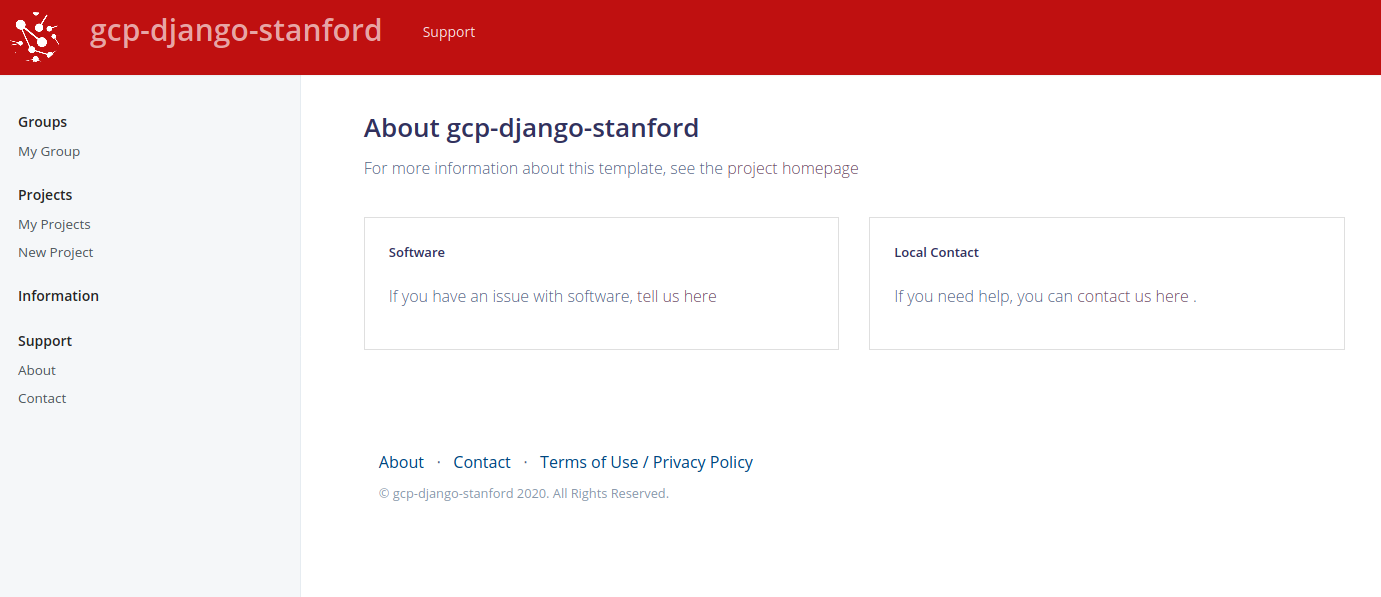 gcp-django-stanford
Support
Groups
My Group
Projects
My Projects
New Project
Information
Support
About
Contact
About gcp-django-stanford
For more information about this template, see the project homepage
Software
If you have an issue with software, tell us here
Local Contact
If you need help, you can contact us here .
About · Contact · Terms of Use / Privacy Policy
© gcp-django-stanford 2020. All Rights Reserved.